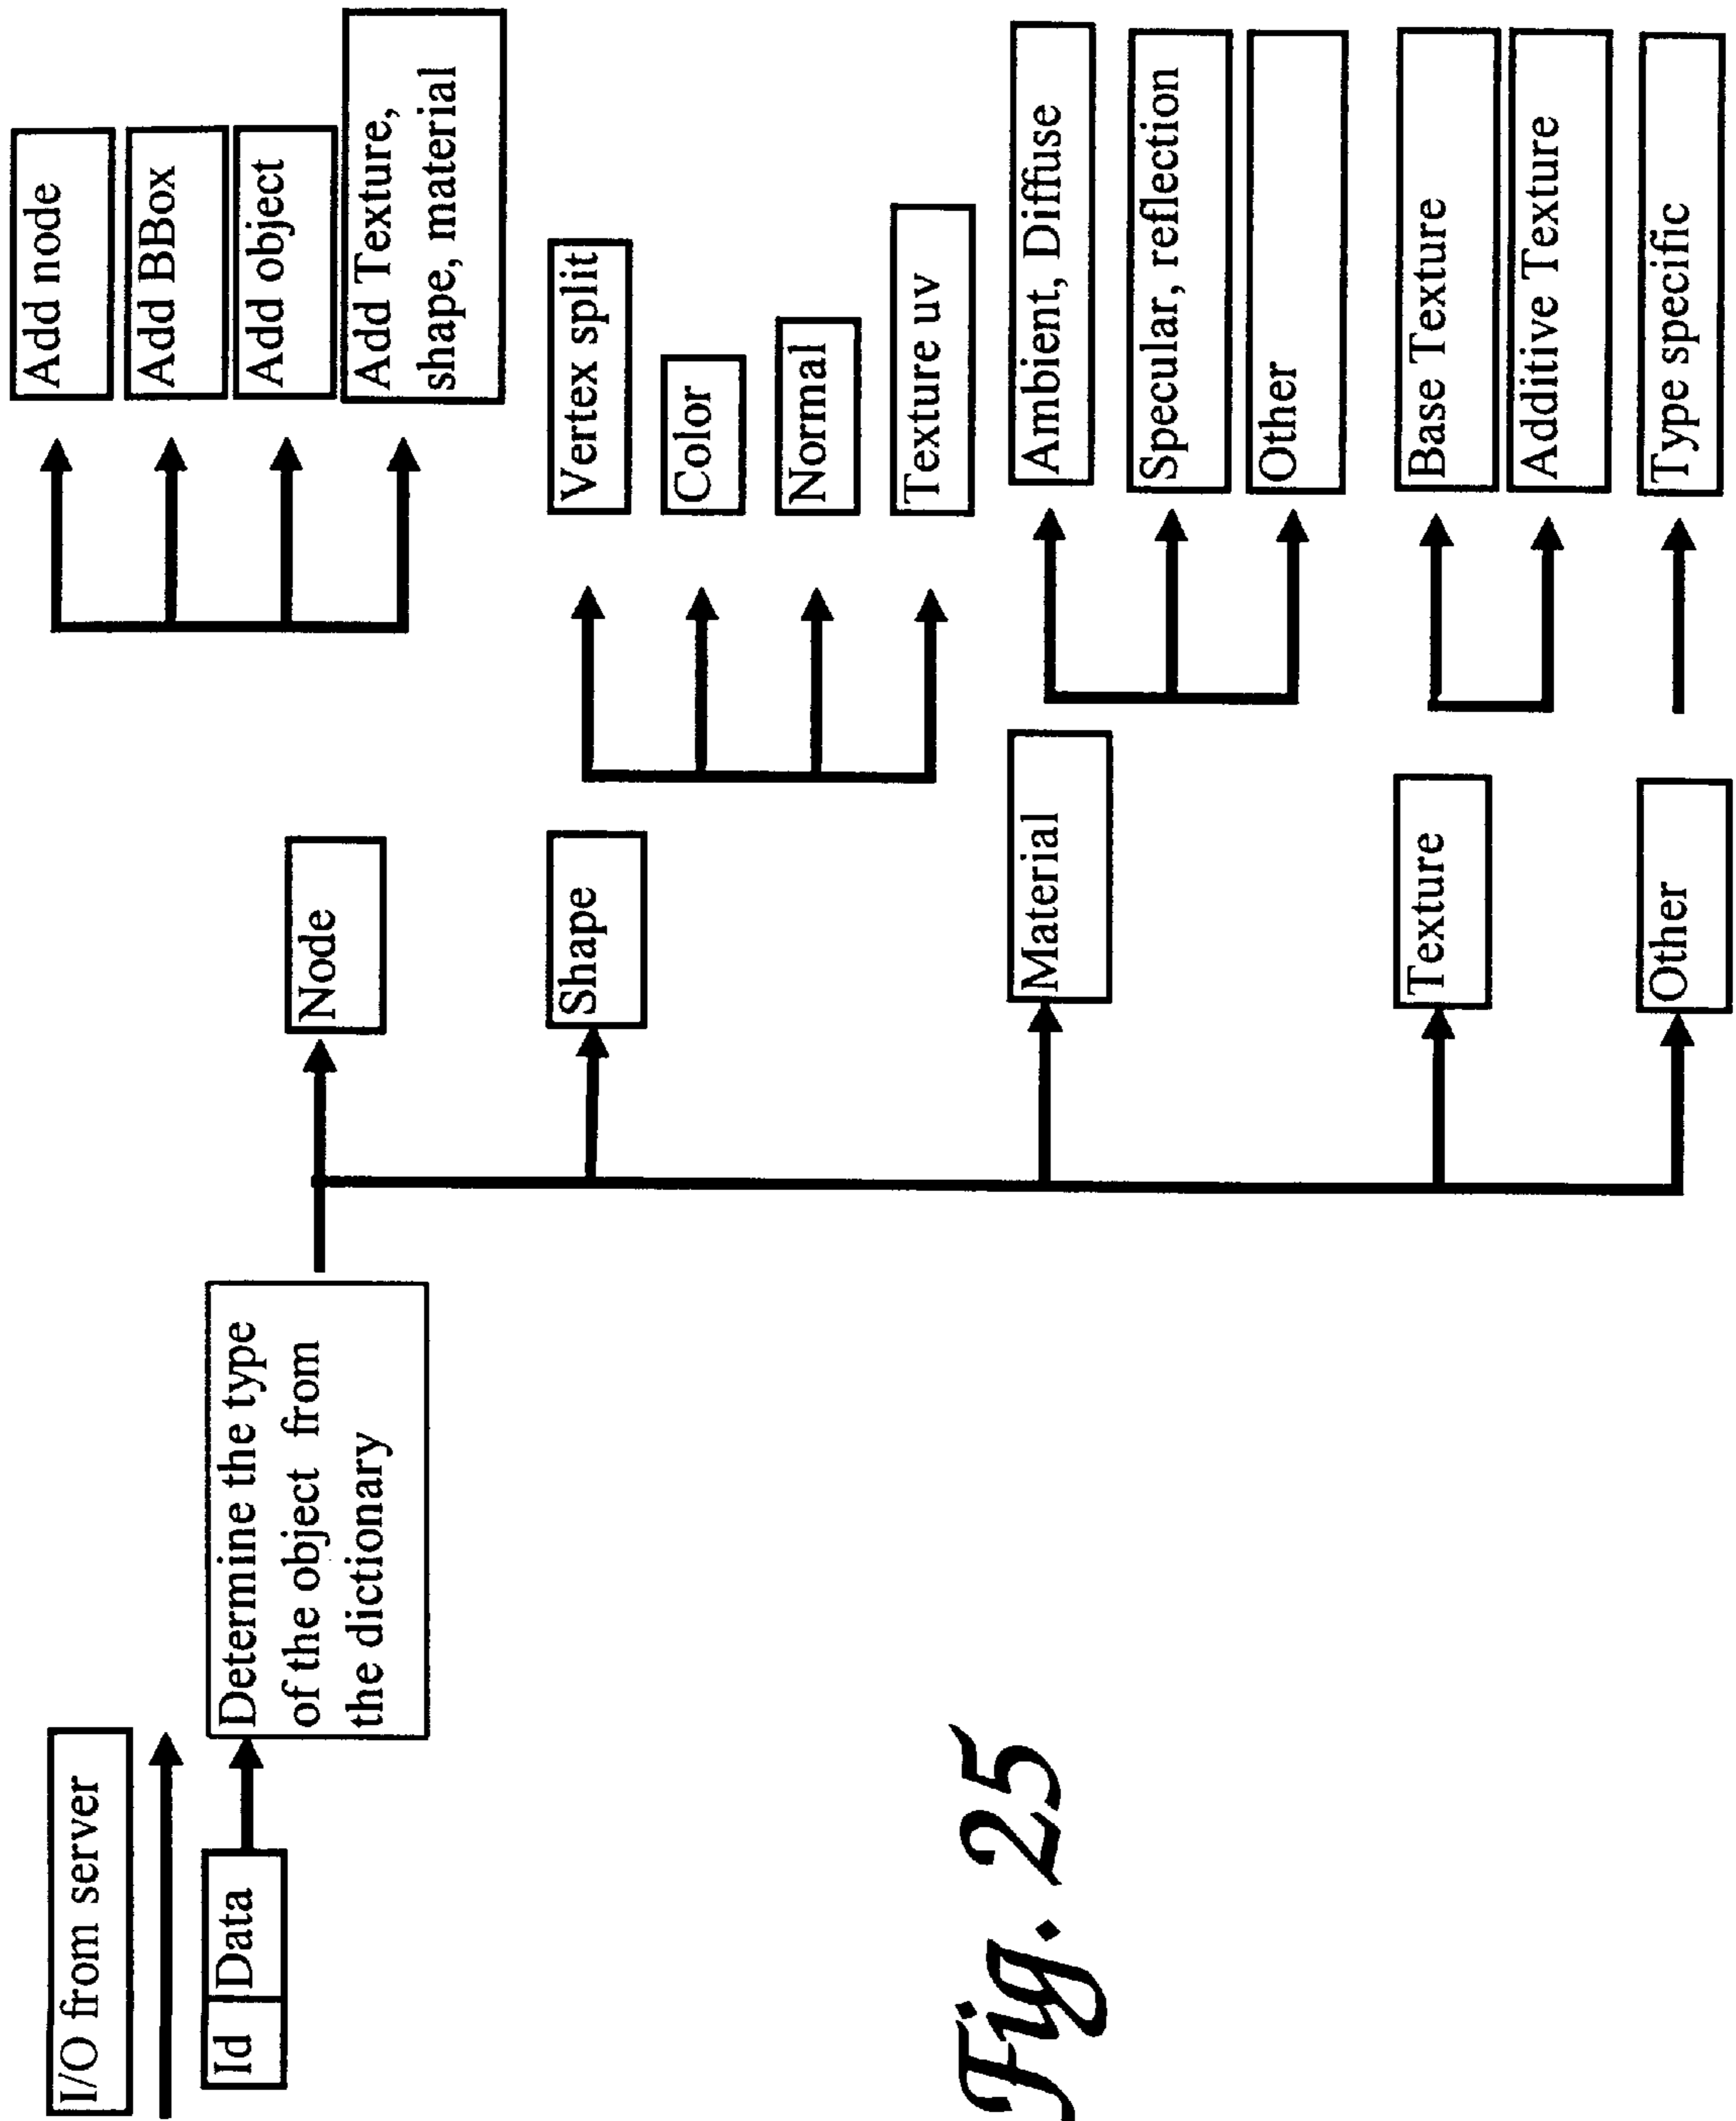 I/O from server
Id
Data
Determine the type
of the object from
the dictionary
Node
Add node
Add BBox
Add object
Add Texture,
shape, material
Shape
Vertex split
Color
Normal
Texture uv
Material
Ambient, Diffuse
Specular, reflection
Other
Texture
Base Texture
Additive Texture
Other
Type specific
Fig. 25